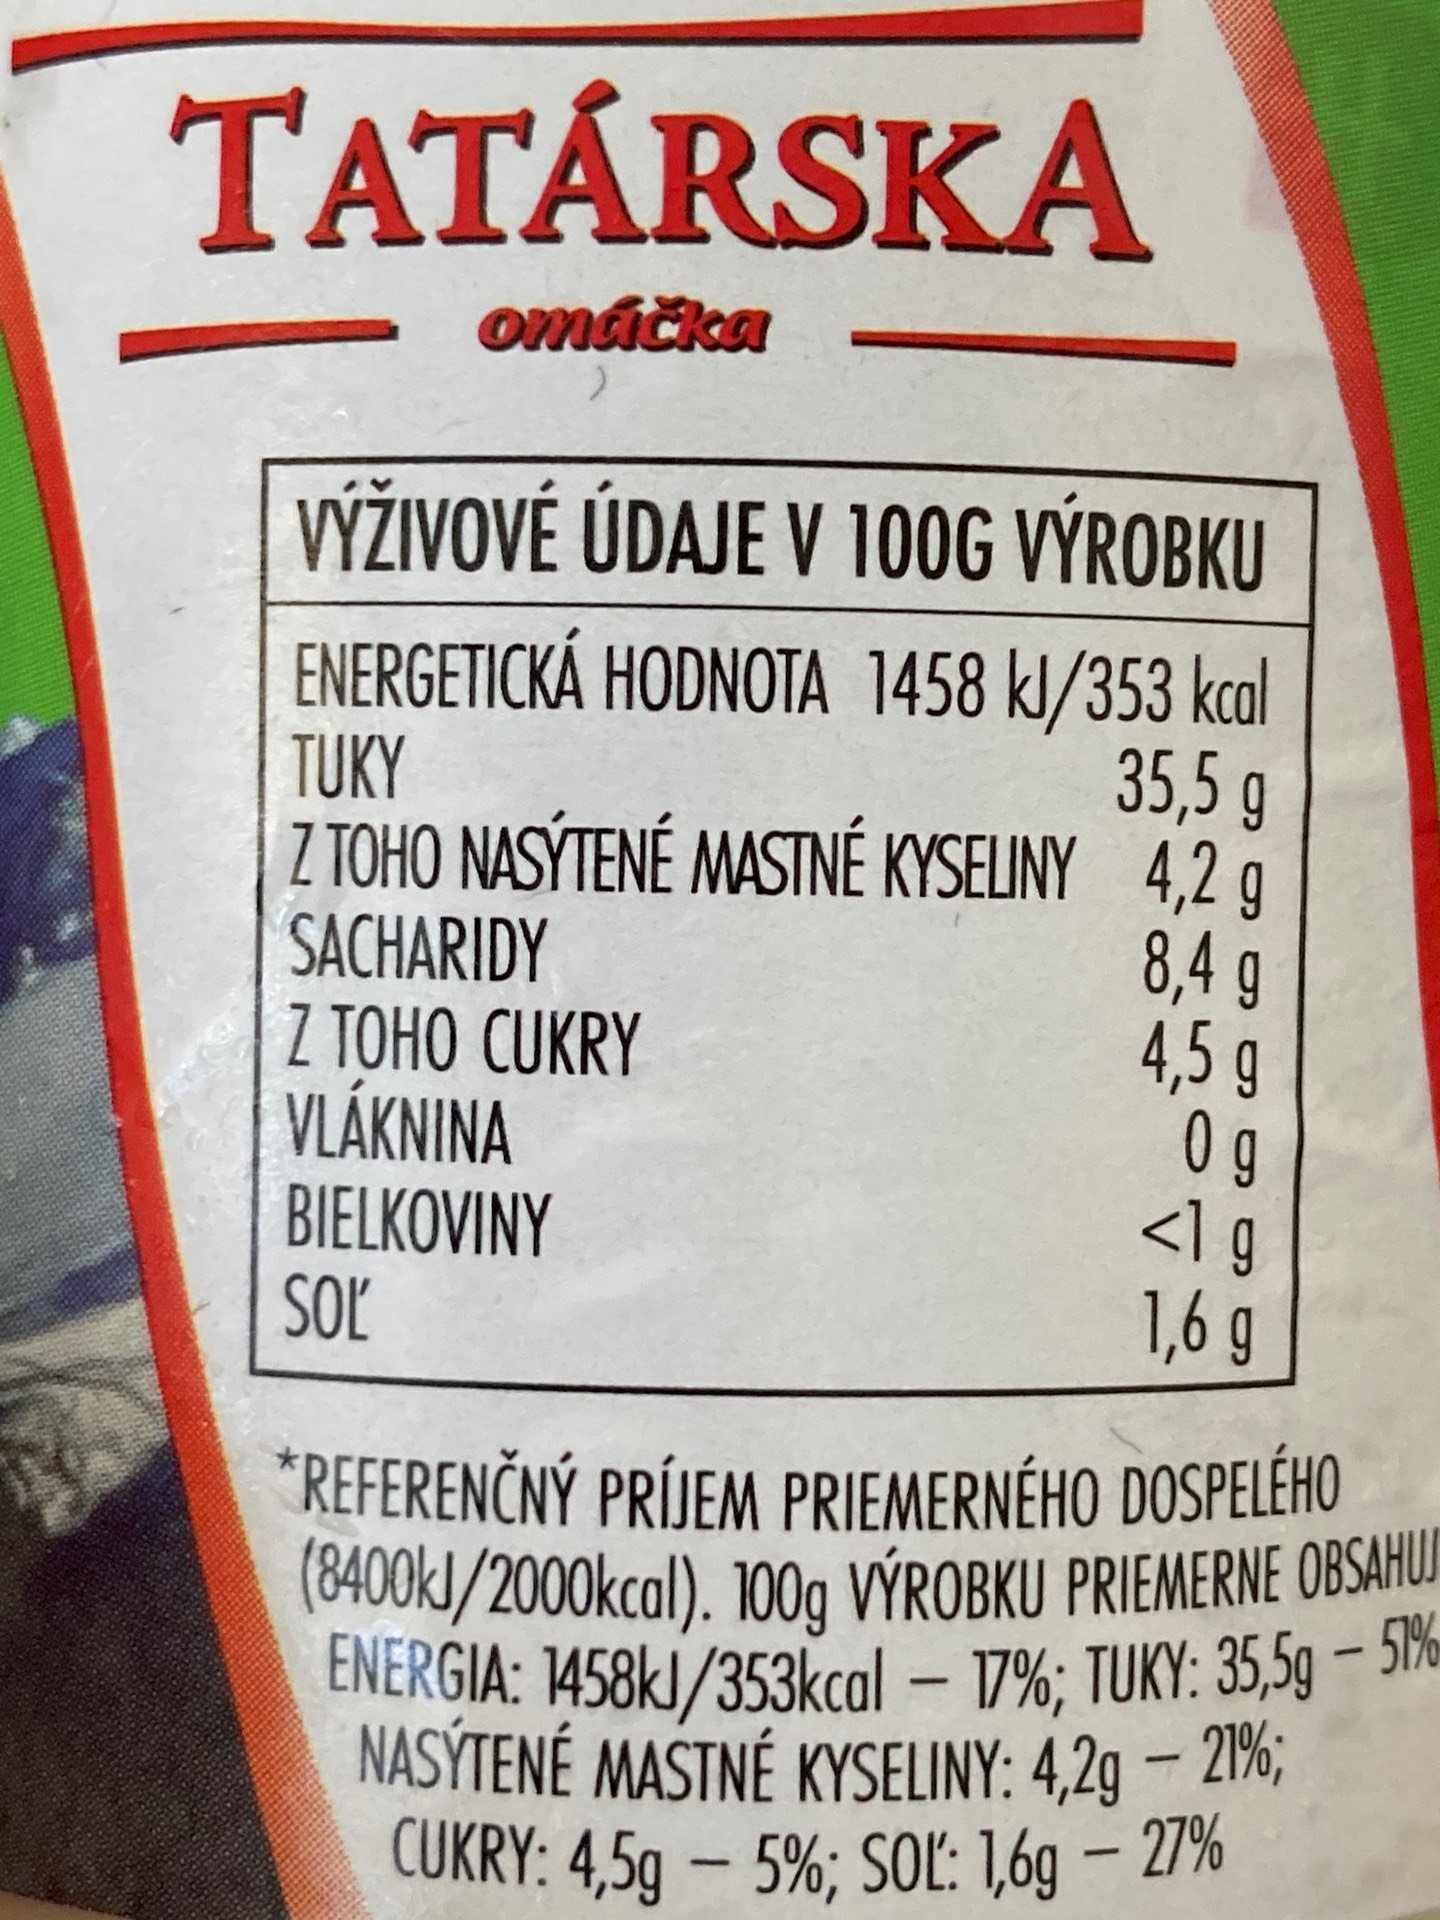 TATÁRSKA
omáčka
VÝŽIVOVÉ ÚDAJE V 100G VÝROBKU
ENERGETICKÁ HODNOTA 1458 kJ/353 kcal
TUKY 35,5 g
Z TOHO NASÝTENÉ MASTNÉ KYSELINY 4,2 g
SACHARIDY 8,4 g
Z TOHO CUKRY 4,5 g
VLÁKNINA 0 g
BIELKOVINY <1 g
SOĽ 1,6 g
*REFERENČNÝ PRÍJEM PRIEMERNÉHO DOSPELÉHO
(8400kJ/2000kcal). 100g VÝROBKU PRIEMERNE OBSAHUJ
ENERGIA: 1458kJ/353kcal – 17%; TUKY: 35,5g – 51%
NASÝTENÉ MASTNÉ KYSELINY: 4,2g – 21%;
CUKRY: 4,5g – 5%; SOĽ: 1,6g – 27%